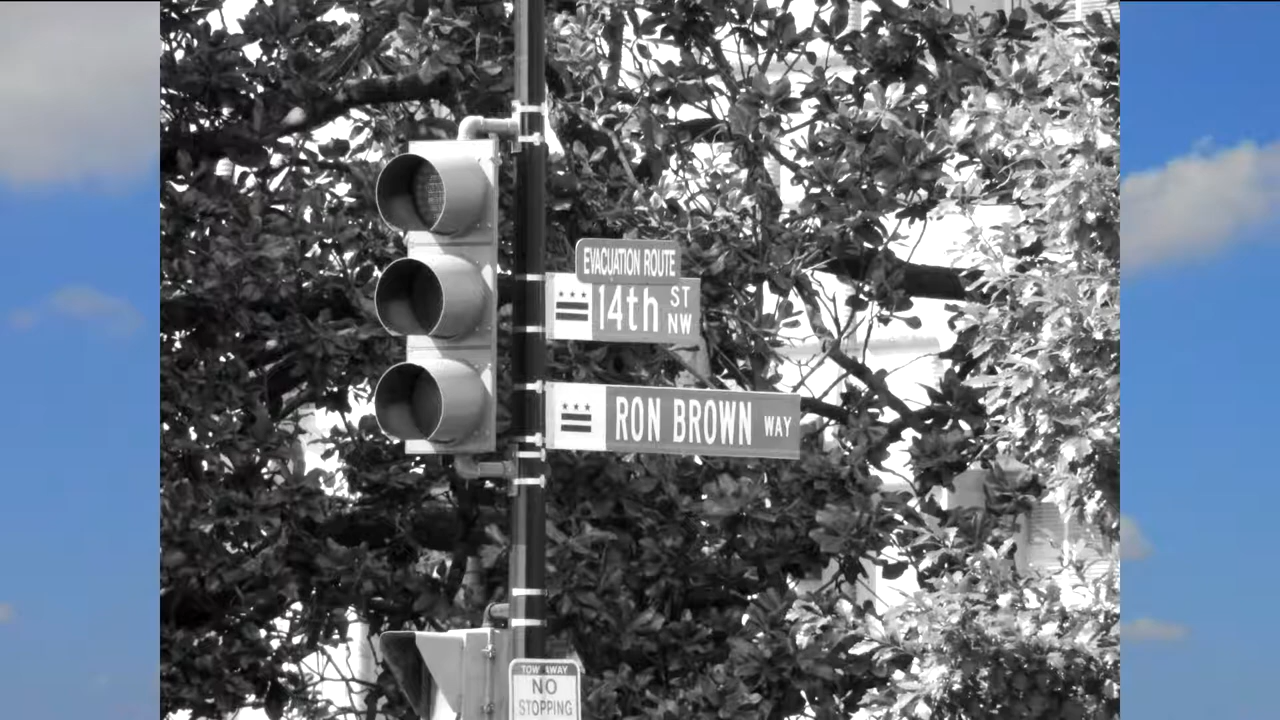 EVACUATION ROUTE
14th ST NW
RON BROWN WAY
TOW AWAY
NO
STOPPING